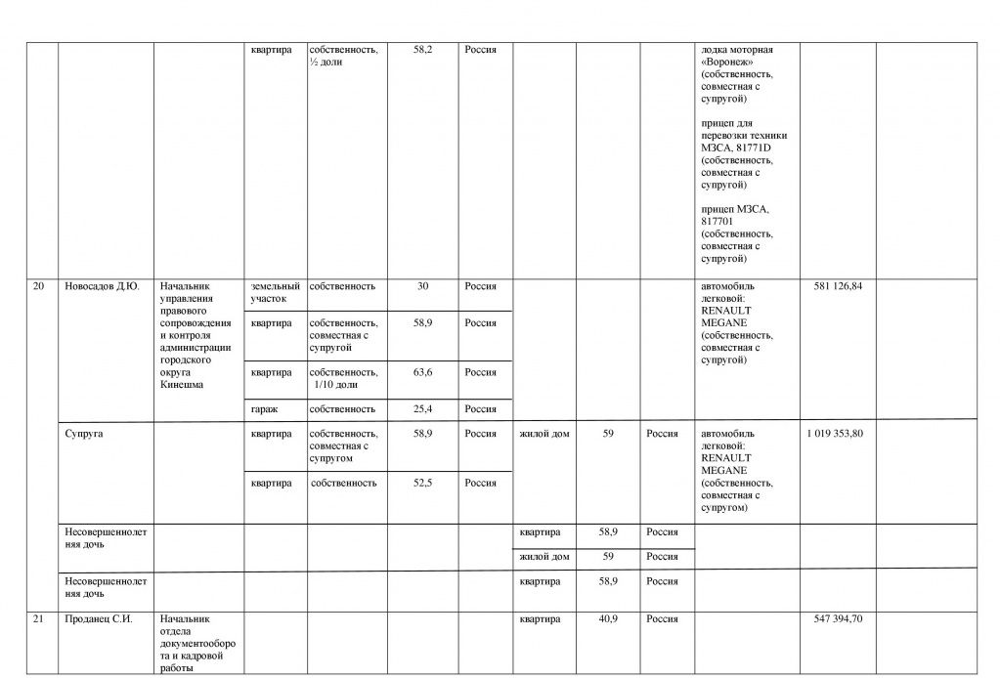 квартира собственность, ½ доли 58,2 Россия
лодка моторная
«Воронеж»
(собственность,
совместная с
супругой)
прицеп для
перевозки техники
МЗСА, 81771D
(собственность,
совместная с
супругой)
прицеп МЗСА,
817701
(собственность,
совместная с
супругой)
20 Новосадов Д.Ю.
Начальник
управления
правового
сопровождения
и контроля
администрации
городского
округа
Кинешма
земельный
участок
собственность 30 Россия
квартира
собственность,
совместная с
супругой
58,9 Россия
квартира
собственность,
1/10 доли
63,6 Россия
гараж собственность 25,4 Россия
автомобиль
легковой:
RENAULT
MEGANE
(собственность,
совместная с
супругой)
581 126,84
Супруга
квартира
собственность,
совместная с
супругом
58,9 Россия
квартира собственность 52,5 Россия
жилой дом 59 Россия
автомобиль
легковой:
RENAULT
MEGANE
(собственность,
совместная с
супругом)
1 019 353,80
Несовершеннолет
няя дочь
квартира 58,9 Россия
жилой дом 59 Россия
Несовершеннолет
няя дочь
квартира 58,9 Россия
21 Проданец С.И.
Начальник
отдела
документооборо
та и кадровой
работы
квартира 40,9 Россия
547 394,70